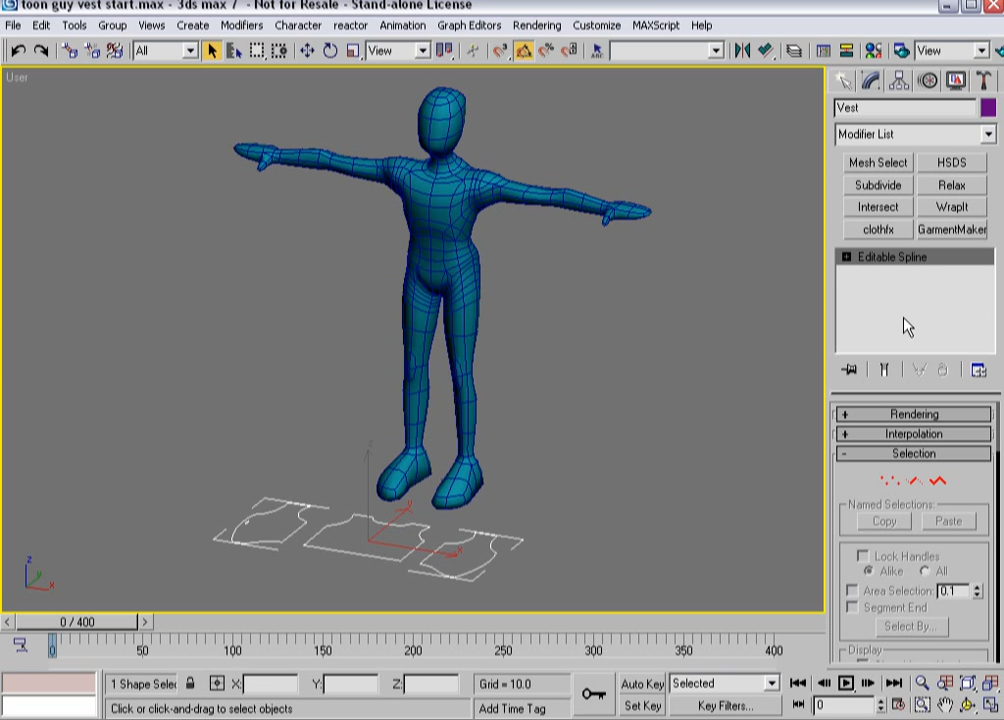 toon guy vest start.max - 3ds max 7 - Not for Resale - Stand-alone License
File Edit Tools Group Views Create Modifiers Character reactor Animation Graph Editors Rendering Customize MAXScript Help
All View View
User
Vest
Modifier List
Mesh Select HSDS
Subdivide Relax
Intersect WrapIt
clothfx GarmentMaker
Editable Spline
+ Rendering
+ Interpolation
- Selection
Named Selections:
Copy Paste
Lock Handles
Alike All
Area Selection: 0.1
Segment End
Select By...
Display
z
x
y
z
y
x
< 0 / 400 >
0 50 100 150 200 250 300 350 400
1 Shape Selec X: Y: Z: Grid = 10.0 Auto Key Selected
Click or click-and-drag to select objects Add Time Tag Set Key Key Filters... 0